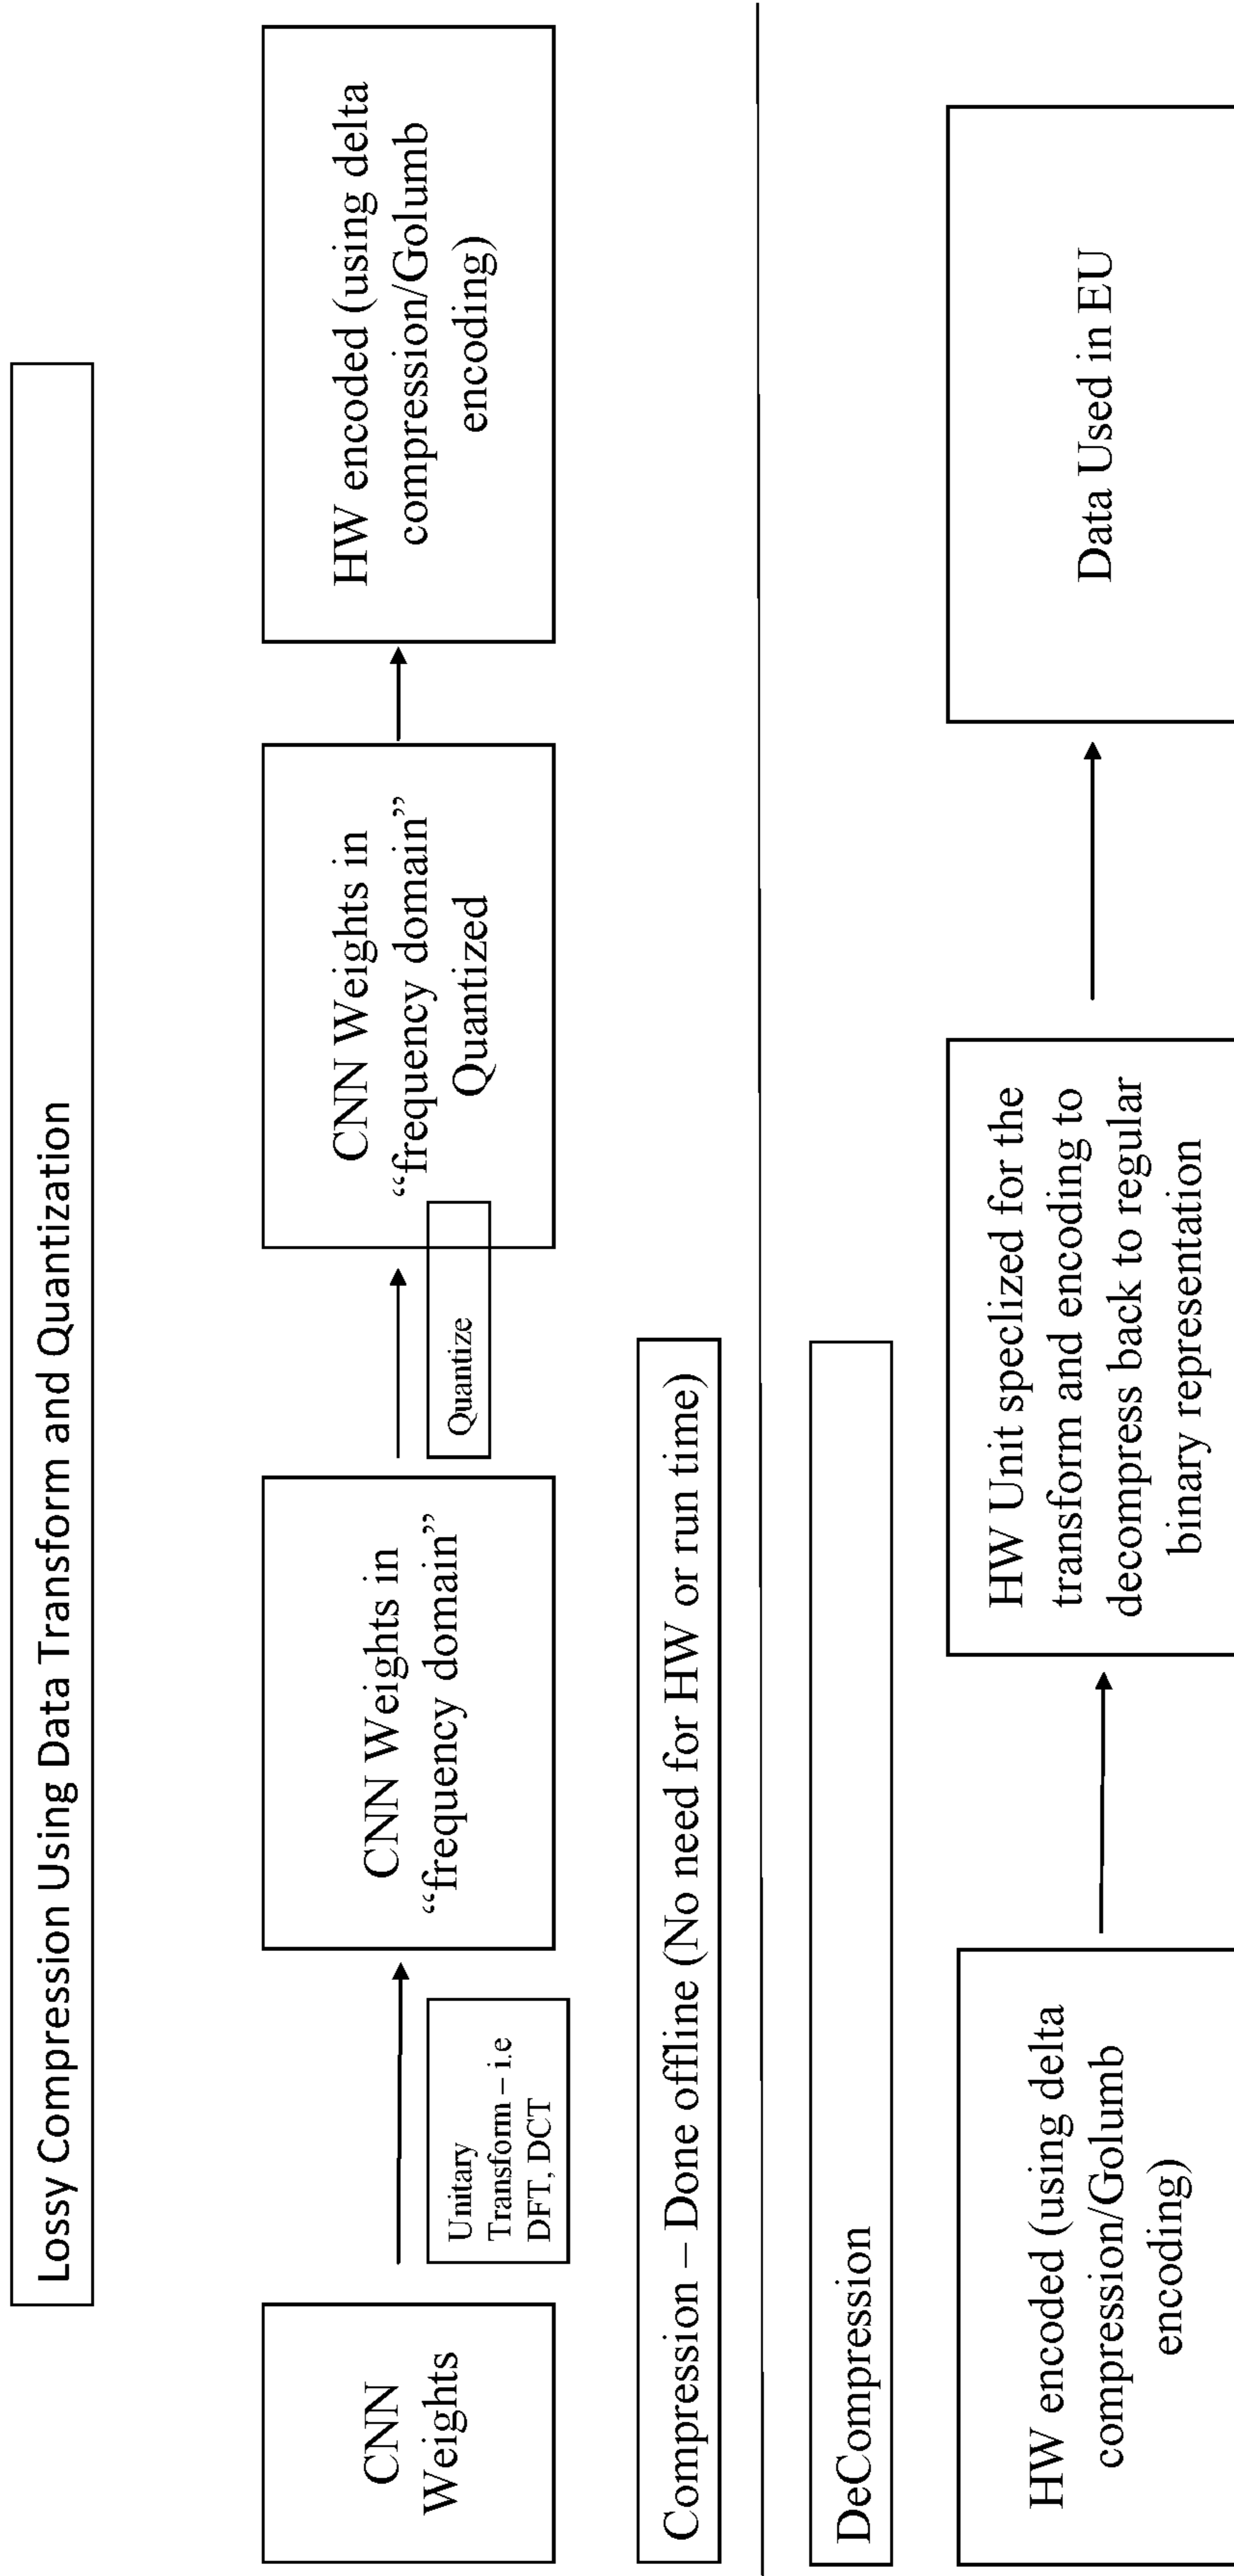 Lossy Compression Using Data Transform and Quantization
CNN
Weights
Unitary
Transform – i.e
DFT, DCT
CNN Weights in
“frequency domain”
Quantize
CNN Weights in
“frequency domain”
Quantized
HW encoded (using delta
compression/Golumb
encoding)
Compression – Done offline (No need for HW or run time)
DeCompression
HW encoded (using delta
compression/Golumb
encoding)
HW Unit speclized for the
transform and encoding to
decompress back to regular
binary representation
Data Used in EU